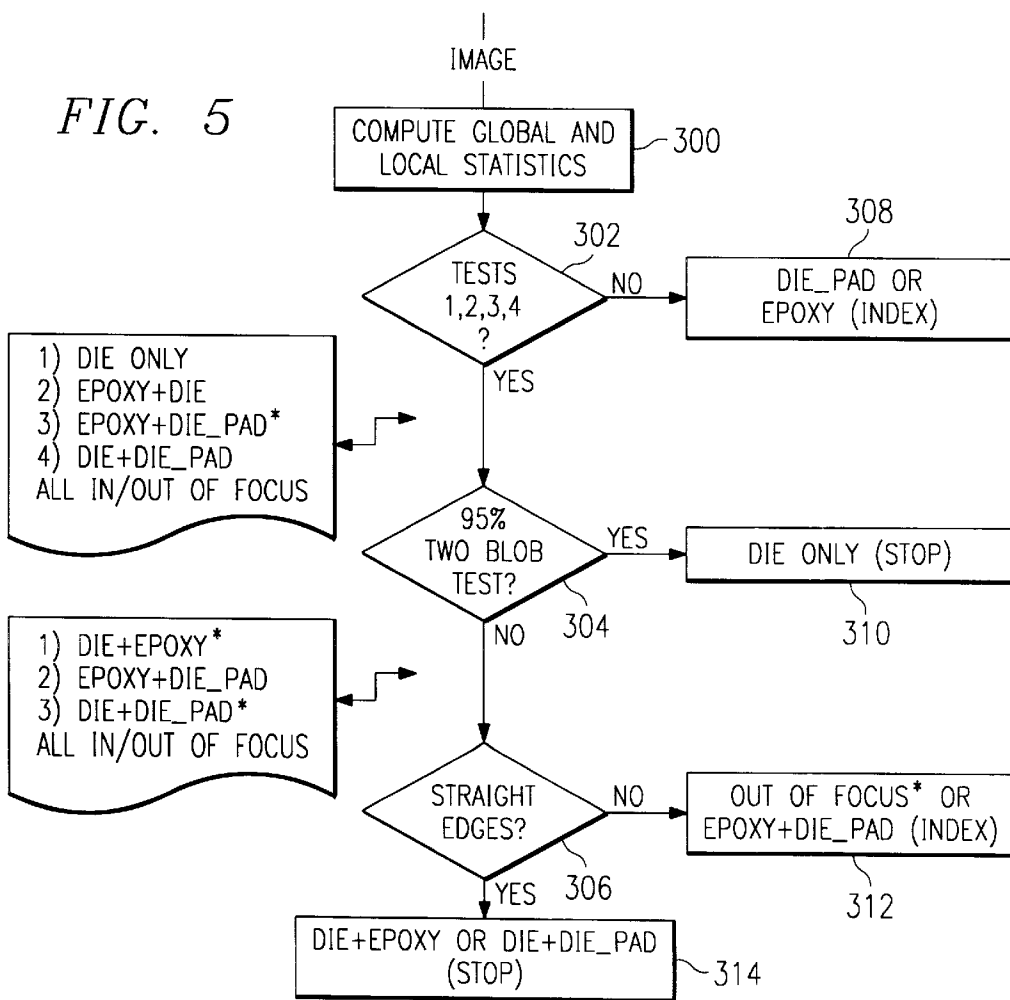 IMAGE
FIG. 5
COMPUTE GLOBAL AND
LOCAL STATISTICS
300
302
TESTS
1,2,3,4
?
NO
308
DIE_PAD OR
EPOXY (INDEX)
YES
1) DIE ONLY
2) EPOXY+DIE
3) EPOXY+DIE_PAD*
4) DIE+DIE_PAD
ALL IN/OUT OF FOCUS
95%
TWO BLOB
TEST?
YES
304
DIE ONLY (STOP)
310
NO
1) DIE+EPOXY*
2) EPOXY+DIE_PAD
3) DIE+DIE_PAD*
ALL IN/OUT OF FOCUS
STRAIGHT
EDGES?
NO
306
OUT OF FOCUS* OR
EPOXY+DIE_PAD (INDEX)
312
YES
DIE+EPOXY OR DIE+DIE_PAD
(STOP)
314